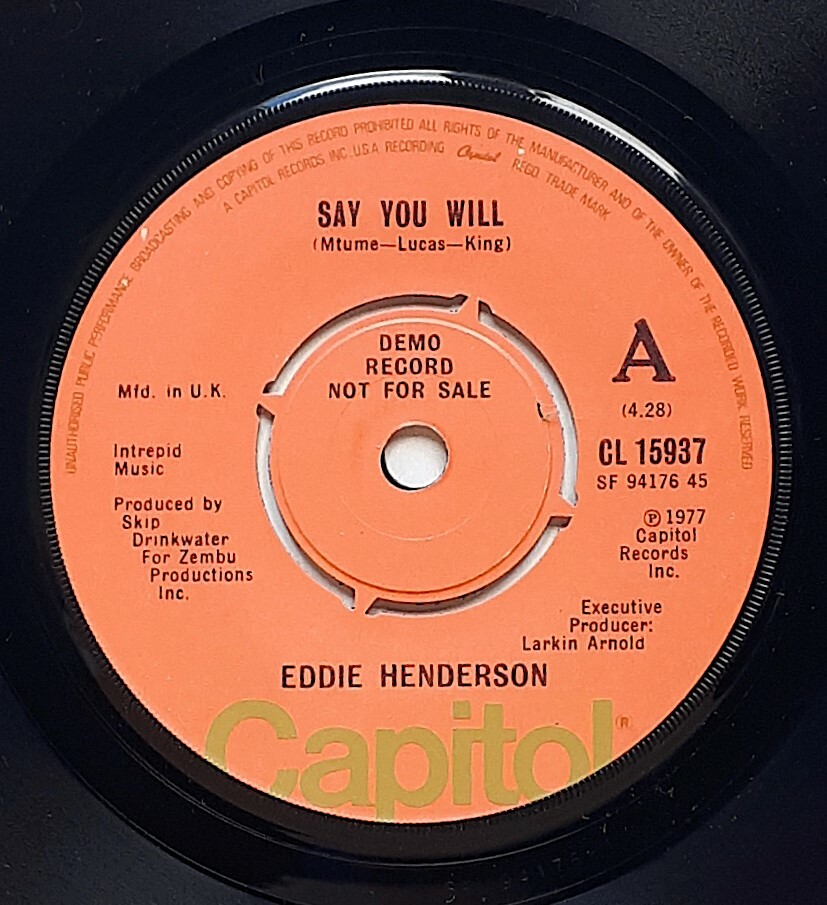 UNAUTHORISED PUBLIC PERFORMANCE BROADCASTING AND COPYING OF THIS RECORD PROHIBITED ALL RIGHTS OF THE MANUFACTURER AND OF THE OWNER OF THE RECORDED WORK RESERVED
A CAPITOL RECORDS INC. U.S.A. RECORDING Capitol REGD. TRADE MARK
SAY YOU WILL
(Mtume—Lucas—King)
DEMO
RECORD
NOT FOR SALE
Mfd. in U.K.
Intrepid
Music
Produced by
Skip
Drinkwater
For Zembu
Productions
Inc.
A
(4.28)
CL 15937
SF 94176 45
℗ 1977
Capitol
Records
Inc.
Executive
Producer:
Larkin Arnold
EDDIE HENDERSON
Capitol ®